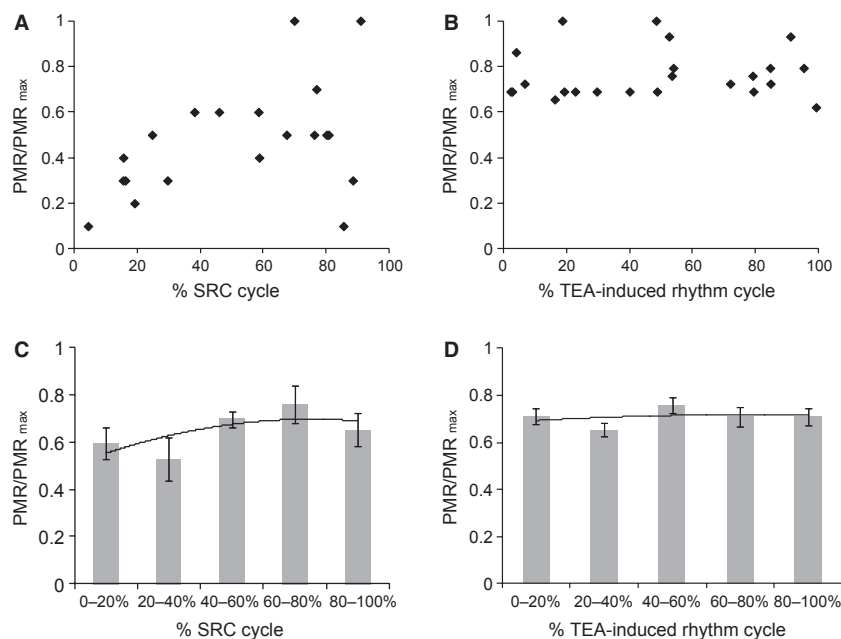 A
PMR/PMR max
1
0.8
0.6
0.4
0.2
0
0 20 40 60 80 100
% SRC cycle
B
PMR/PMR max
1
0.8
0.6
0.4
0.2
0
0 20 40 60 80 100
% TEA-induced rhythm cycle
C
PMR/PMR max
1
0.8
0.6
0.4
0.2
0
0–20% 20–40% 40–60% 60–80% 80–100%
% SRC cycle
D
PMR/PMR max
1
0.8
0.6
0.4
0.2
0
0–20% 20–40% 40–60% 60–80% 80–100%
% TEA-induced rhythm cycle